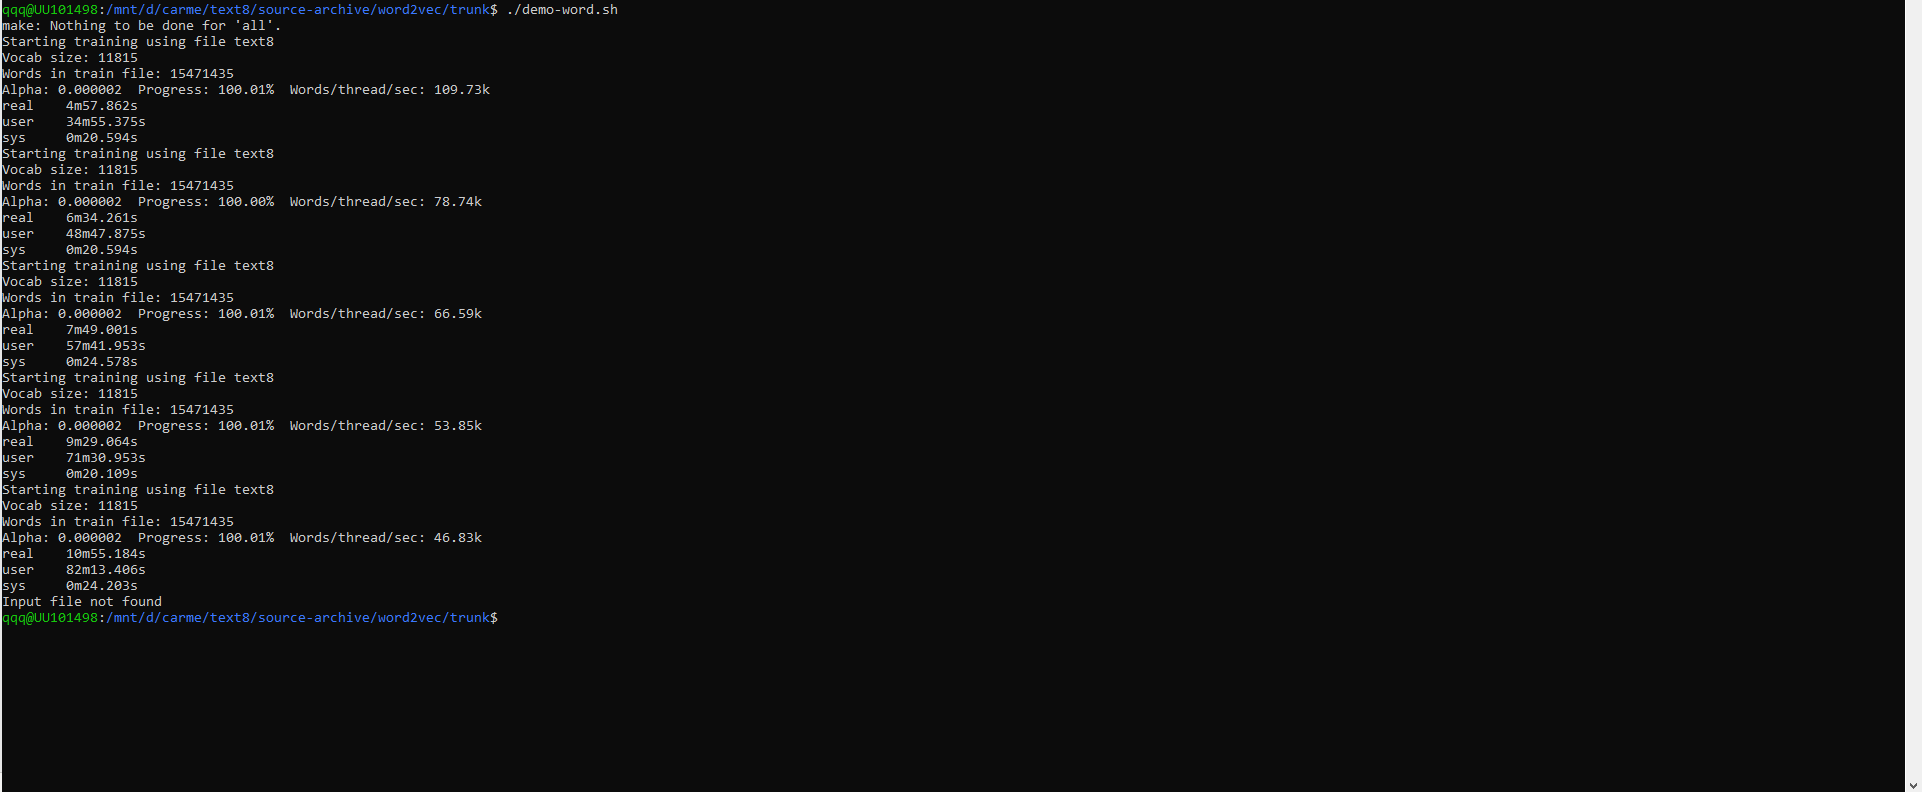 qqq@UU101498:/mnt/d/carme/text8/source-archive/word2vec/trunk$ ./demo-word.sh
make: Nothing to be done for 'all'.
Starting training using file text8
Vocab size: 11815
Words in train file: 15471435
Alpha: 0.000002  Progress: 100.01%  Words/thread/sec: 109.73k
real    4m57.862s
user    34m55.375s
sys     0m20.594s
Starting training using file text8
Vocab size: 11815
Words in train file: 15471435
Alpha: 0.000002  Progress: 100.00%  Words/thread/sec: 78.74k
real    6m34.261s
user    48m47.875s
sys     0m20.594s
Starting training using file text8
Vocab size: 11815
Words in train file: 15471435
Alpha: 0.000002  Progress: 100.01%  Words/thread/sec: 66.59k
real    7m49.001s
user    57m41.953s
sys     0m24.578s
Starting training using file text8
Vocab size: 11815
Words in train file: 15471435
Alpha: 0.000002  Progress: 100.01%  Words/thread/sec: 53.85k
real    9m29.064s
user    71m30.953s
sys     0m20.109s
Starting training using file text8
Vocab size: 11815
Words in train file: 15471435
Alpha: 0.000002  Progress: 100.01%  Words/thread/sec: 46.83k
real    10m55.184s
user    82m13.406s
sys     0m24.203s
Input file not found
qqq@UU101498:/mnt/d/carme/text8/source-archive/word2vec/trunk$